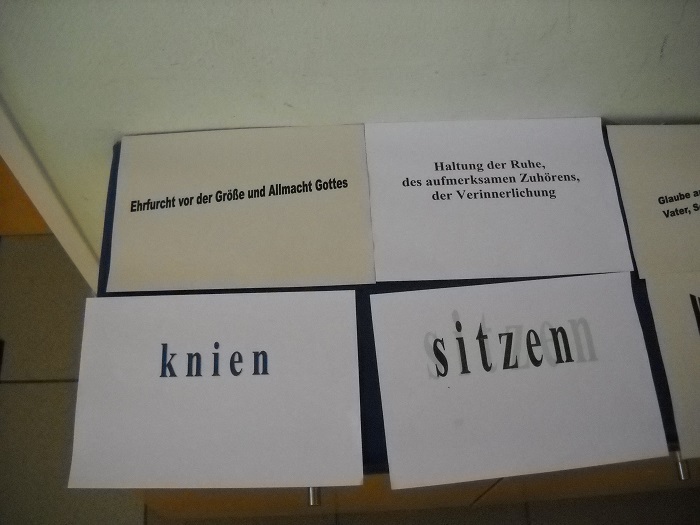 Ehrfurcht vor der Größe und Allmacht Gottes
Haltung der Ruhe,
des aufmerksamen Zuhörens,
der Verinnerlichung
Glaube
Vater,
knien
sitzen